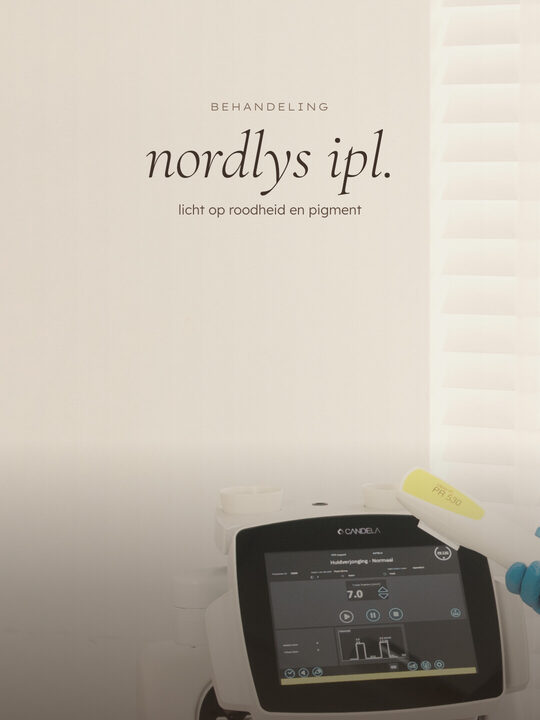 BEHANDELING
nordlys ipl.
licht op roodheid en pigment
PR 530
CANDELA
Huidverjonging - Normaal
7.0